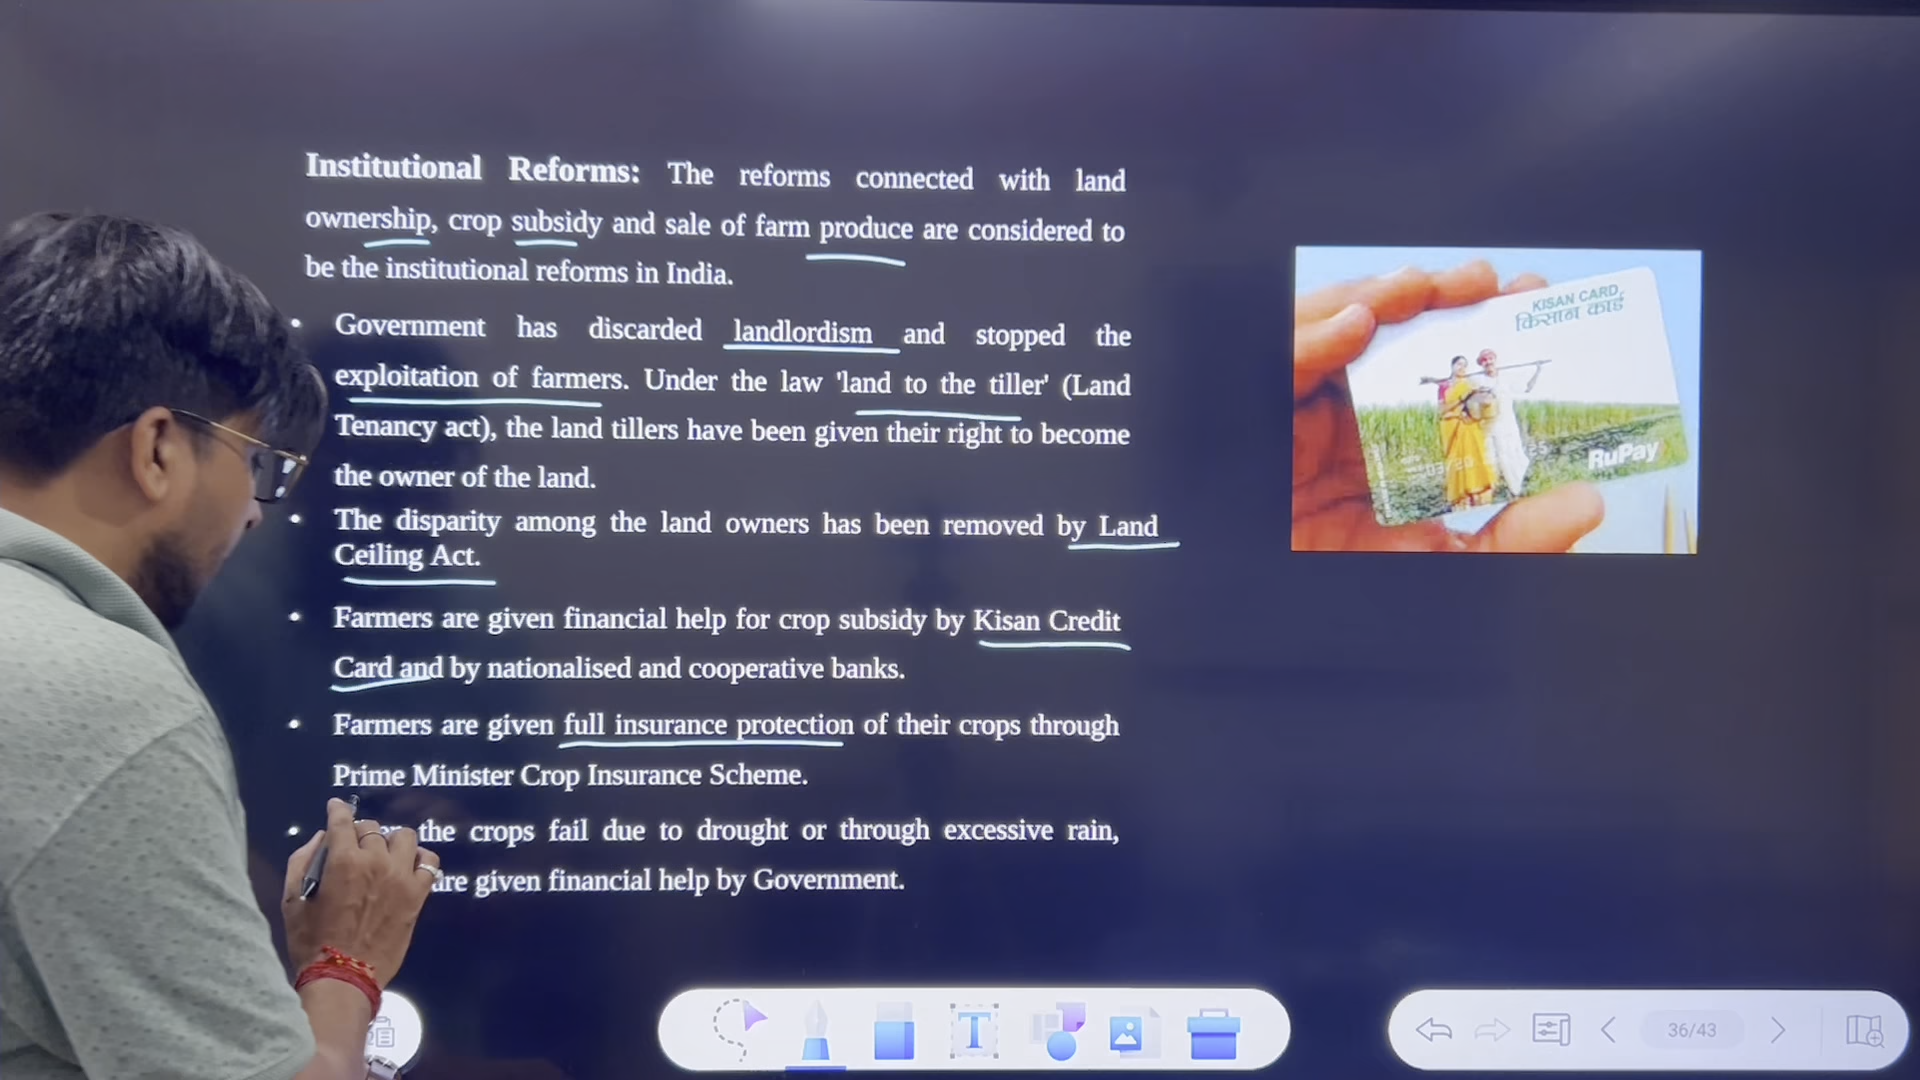 Institutional Reforms: The reforms connected with land
ownership, crop subsidy and sale of farm produce are considered to
be the institutional reforms in India.
• Government has discarded landlordism and stopped the
exploitation of farmers. Under the law 'land to the tiller' (Land
Tenancy act), the land tillers have been given their right to become
the owner of the land.
• The disparity among the land owners has been removed by Land
Ceiling Act.
• Farmers are given financial help for crop subsidy by Kisan Credit
Card and by nationalised and cooperative banks.
• Farmers are given full insurance protection of their crops through
Prime Minister Crop Insurance Scheme.
• the crops fail due to drought or through excessive rain,
are given financial help by Government.
KISAN CARD
किसान कार्ड
RuPay
T
36/43